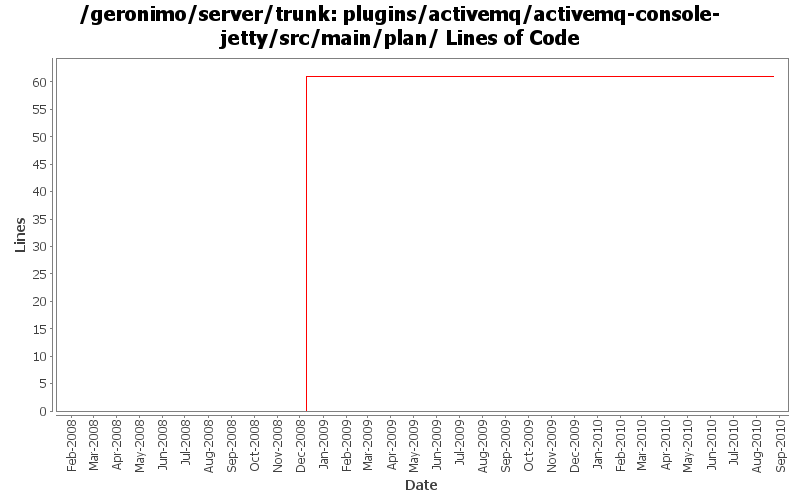 /geronimo/server/trunk: plugins/activemq/activemq-console-
jetty/src/main/plan/ Lines of Code
Lines
60
55
50
45
40
35
30
25
20
15
10
5
0
Feb-2008
Mar-2008
Apr-2008
May-2008
Jun-2008
Jul-2008
Aug-2008
Sep-2008
Oct-2008
Nov-2008
Dec-2008
Jan-2009
Feb-2009
Mar-2009
Apr-2009
May-2009
Jun-2009
Jul-2009
Aug-2009
Sep-2009
Oct-2009
Nov-2009
Dec-2009
Jan-2010
Feb-2010
Mar-2010
Apr-2010
May-2010
Jun-2010
Jul-2010
Aug-2010
Sep-2010
Date